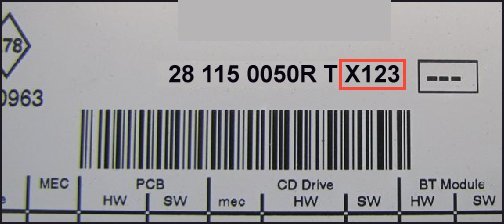 .78
28 115 0050R T X123 ---
0963
MEC PCB CD Drive BT Module
HW SW mec HW SW HW SW